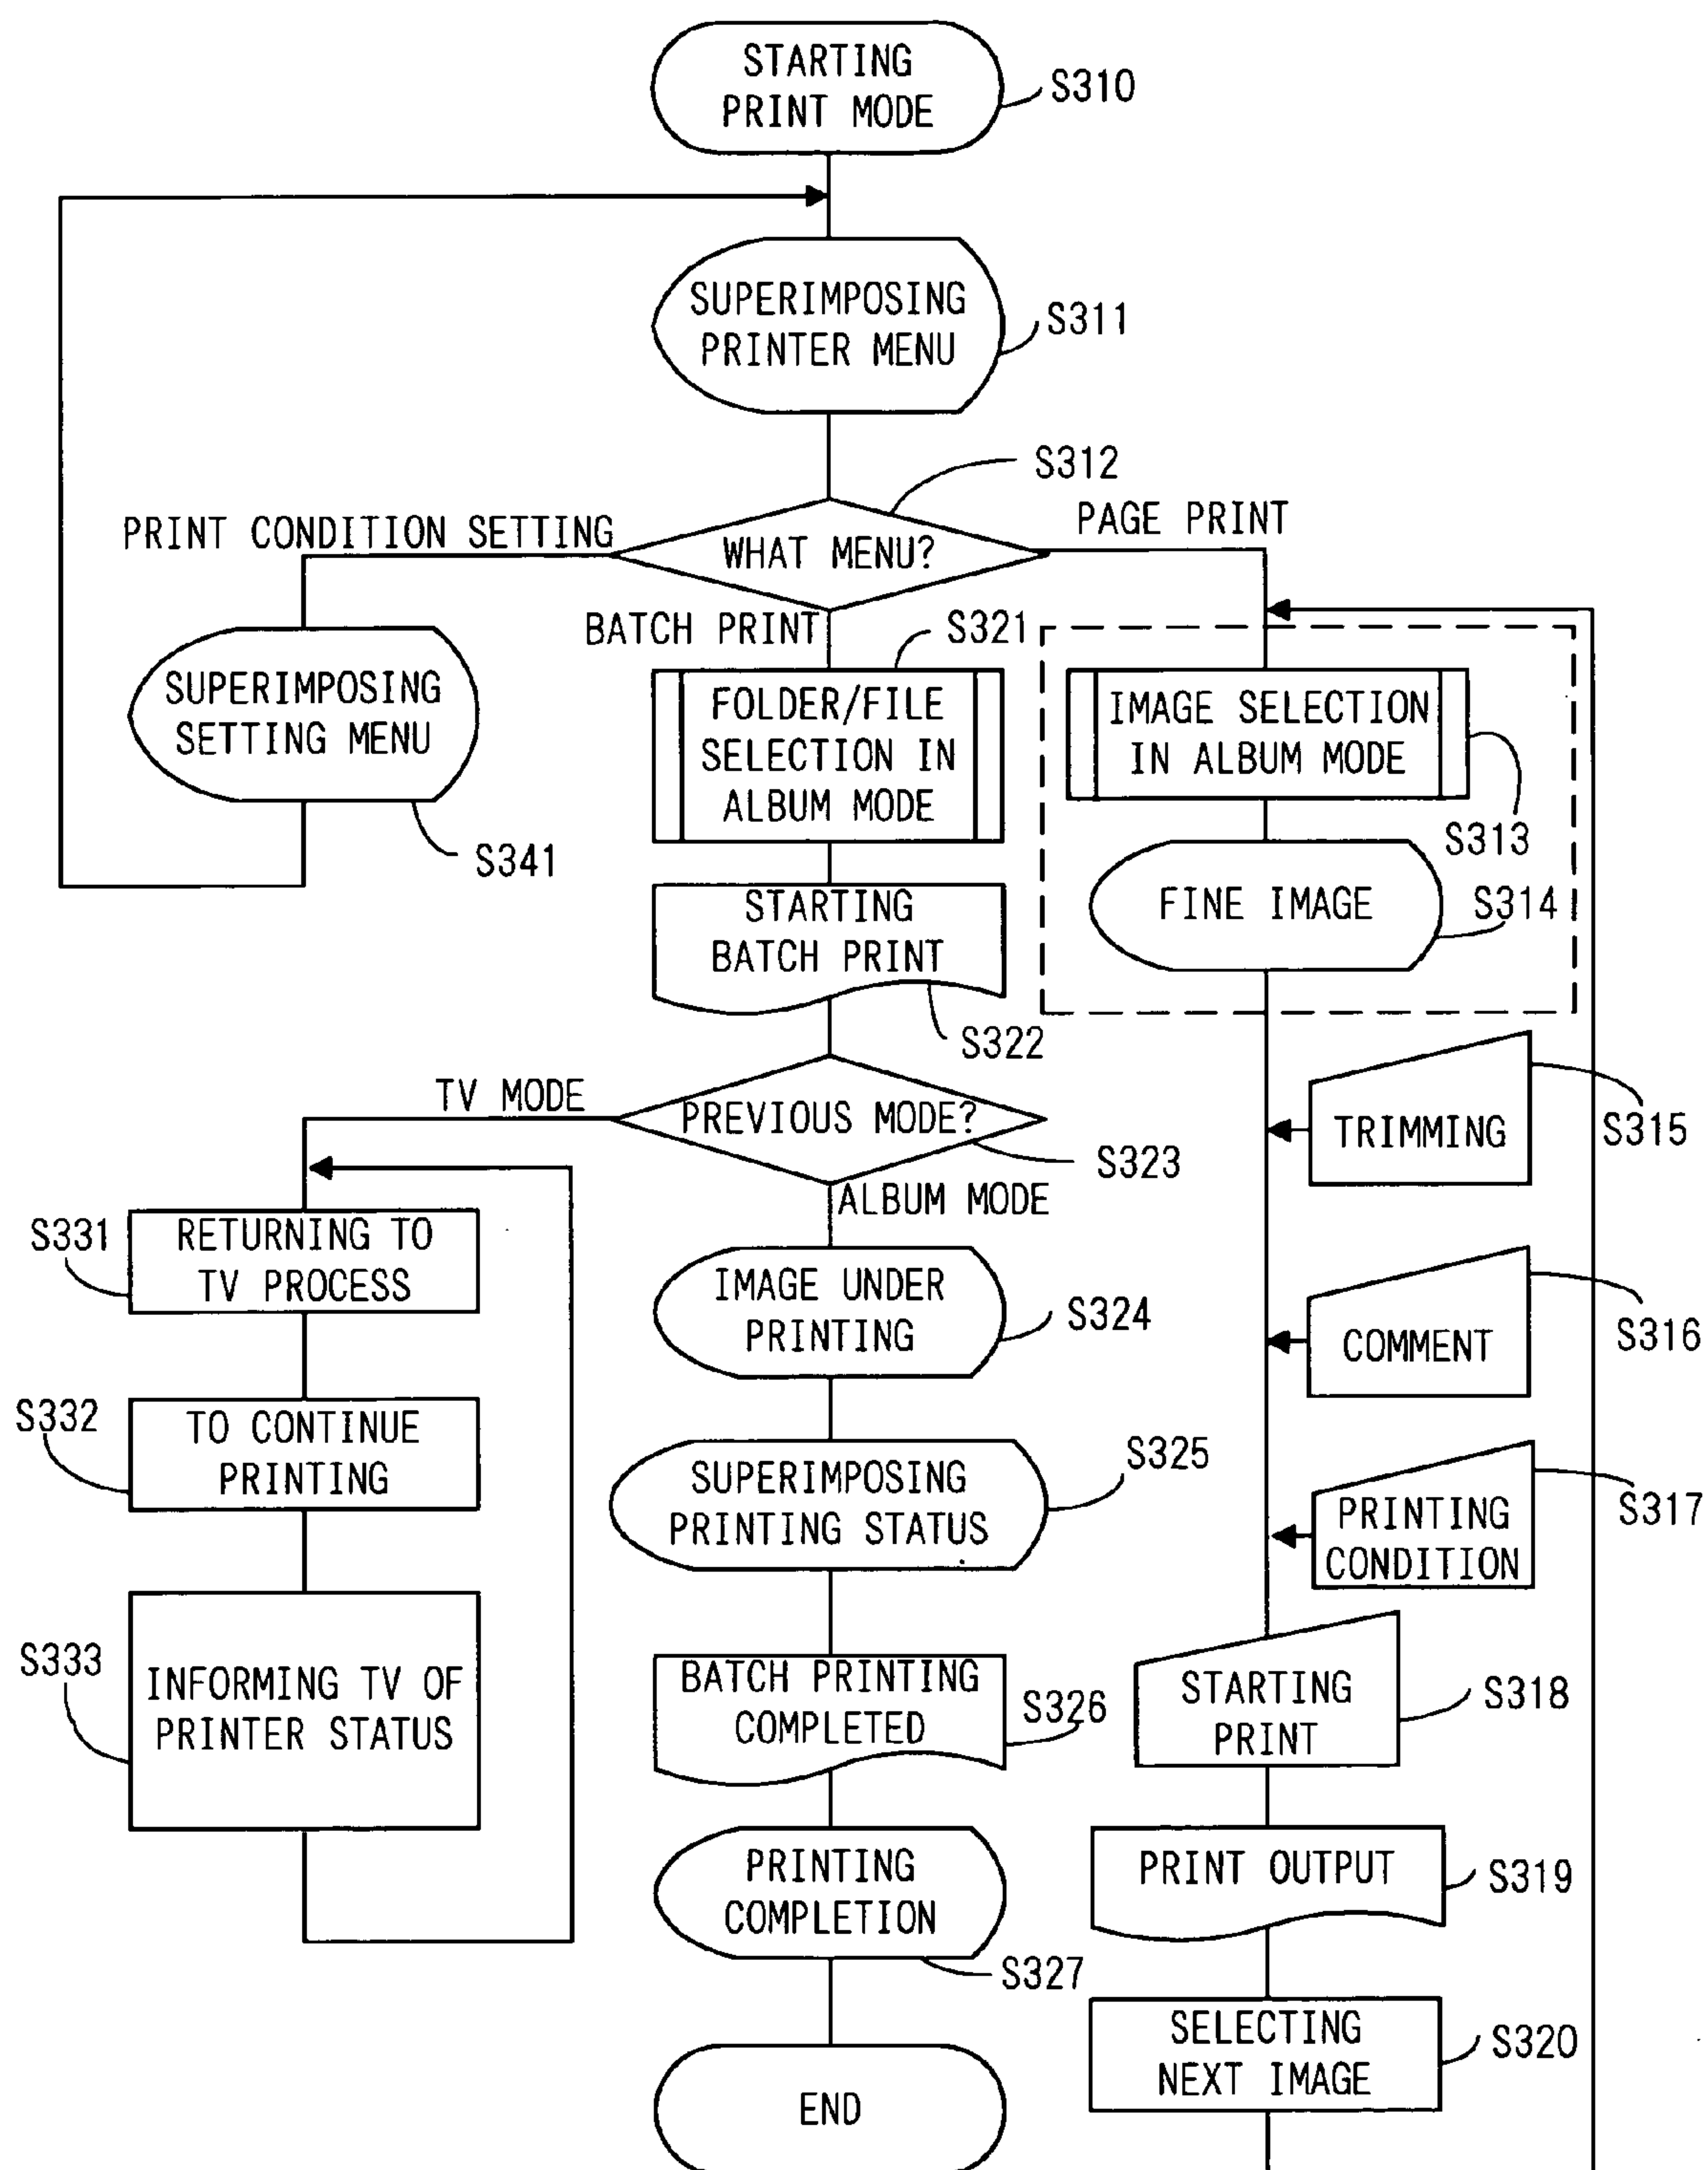 STARTING
PRINT MODE
S310
SUPERIMPOSING
PRINTER MENU
S311
S312
PRINT CONDITION SETTING
WHAT MENU?
PAGE PRINT
BATCH PRINT
S321
SUPERIMPOSING
SETTING MENU
S341
FOLDER/FILE
SELECTION IN
ALBUM MODE
IMAGE SELECTION
IN ALBUM MODE
S313
FINE IMAGE
S314
STARTING
BATCH PRINT
S322
TV MODE
PREVIOUS MODE?
S323
ALBUM MODE
TRIMMING
S315
S331
RETURNING TO
TV PROCESS
IMAGE UNDER
PRINTING
S324
COMMENT
S316
S332
TO CONTINUE
PRINTING
SUPERIMPOSING
PRINTING STATUS
S325
PRINTING
CONDITION
S317
S333
INFORMING TV OF
PRINTER STATUS
BATCH PRINTING
COMPLETED
S326
STARTING
PRINT
S318
PRINTING
COMPLETION
S327
PRINT OUTPUT
S319
SELECTING
NEXT IMAGE
S320
END